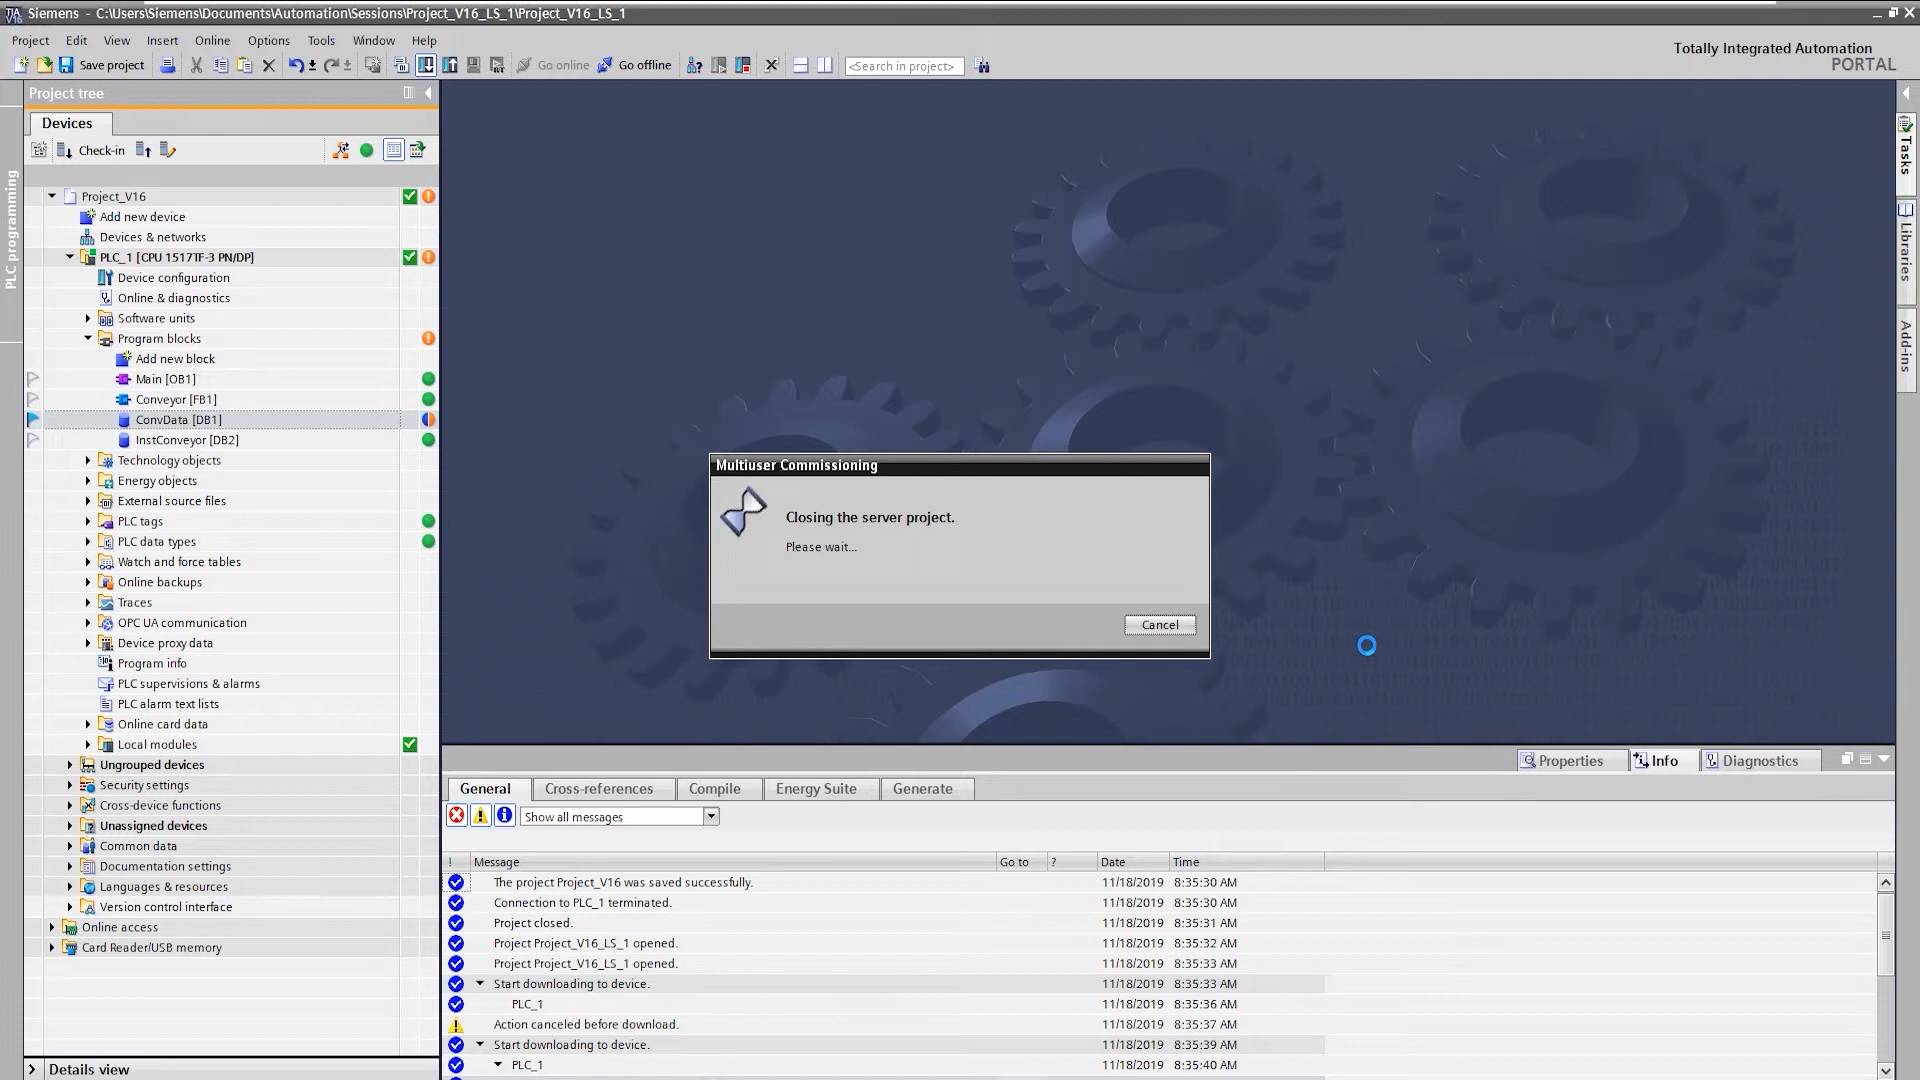 Siemens - C:\Users\Siemens\Documents\Automation\Sessions\Project_V16_LS_1\Project_V16_LS_1
Project Edit View Insert Online Options Tools Window Help
Totally Integrated Automation
PORTAL
Save project
Go online
Go offline
<Search in project>
Project tree
Devices
Check-in
PLC programming
Project_V16
Add new device
Devices & networks
PLC_1 [CPU 1517TF-3 PN/DP]
Device configuration
Online & diagnostics
Software units
Program blocks
Add new block
Main [OB1]
Conveyor [FB1]
ConvData [DB1]
InstConveyor [DB2]
Technology objects
Energy objects
External source files
PLC tags
PLC data types
Watch and force tables
Online backups
Traces
OPC UA communication
Device proxy data
Program info
PLC supervisions & alarms
PLC alarm text lists
Online card data
Local modules
Ungrouped devices
Security settings
Cross-device functions
Unassigned devices
Common data
Documentation settings
Languages & resources
Version control interface
Online access
Card Reader/USB memory
Details view
Multiuser Commissioning
Closing the server project.
Please wait...
Cancel
Tasks
Libraries
Add-ins
Properties
Info
Diagnostics
General
Cross-references
Compile
Energy Suite
Generate
Show all messages
! Message Go to ? Date Time
The project Project_V16 was saved successfully. 11/18/2019 8:35:30 AM
Connection to PLC_1 terminated. 11/18/2019 8:35:30 AM
Project closed. 11/18/2019 8:35:31 AM
Project Project_V16_LS_1 opened. 11/18/2019 8:35:32 AM
Project Project_V16_LS_1 opened. 11/18/2019 8:35:33 AM
Start downloading to device. 11/18/2019 8:35:33 AM
PLC_1 11/18/2019 8:35:36 AM
Action canceled before download. 11/18/2019 8:35:37 AM
Start downloading to device. 11/18/2019 8:35:39 AM
PLC_1 11/18/2019 8:35:40 AM